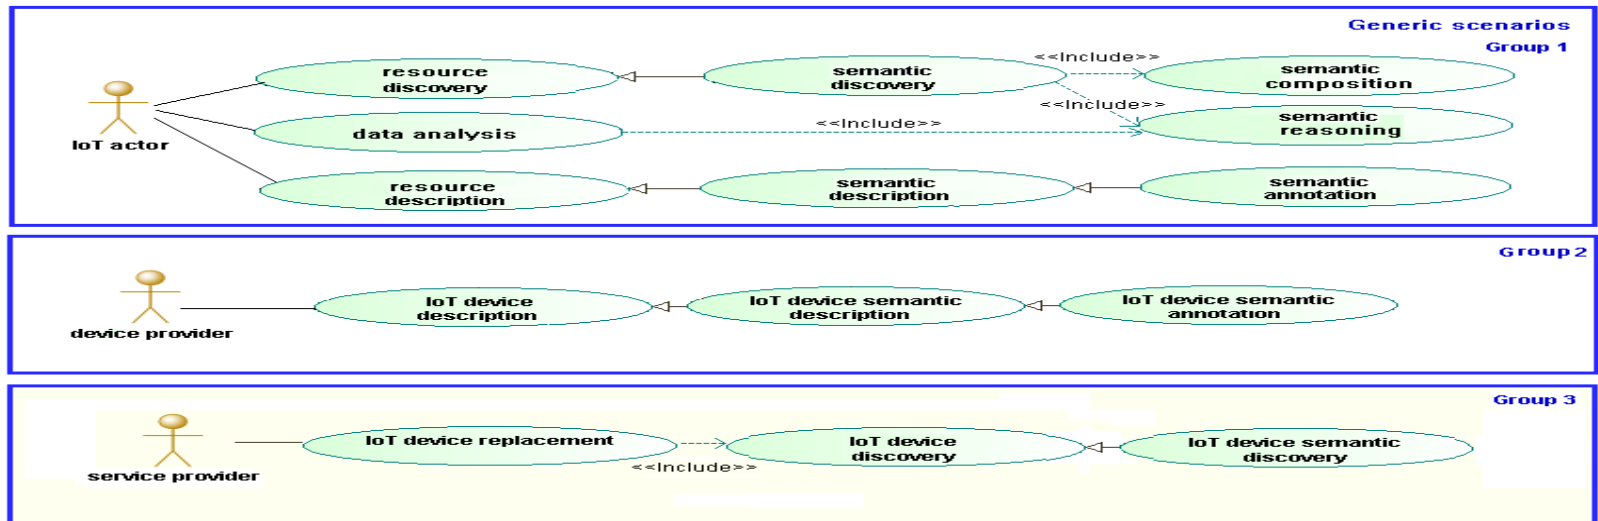 Generic scenarios
Group 1
<<Include>>
resource
discovery
semantic
discovery
semantic
composition
<<Include>>
semantic
reasoning
data analysis
<<Include>>
IoT actor
resource
description
semantic
description
semantic
annotation
Group 2
IoT device
description
IoT device semantic
description
IoT device semantic
annotation
device provider
Group 3
IoT device replacement
IoT device
discovery
IoT device semantic
discovery
<<Include>>
service provider